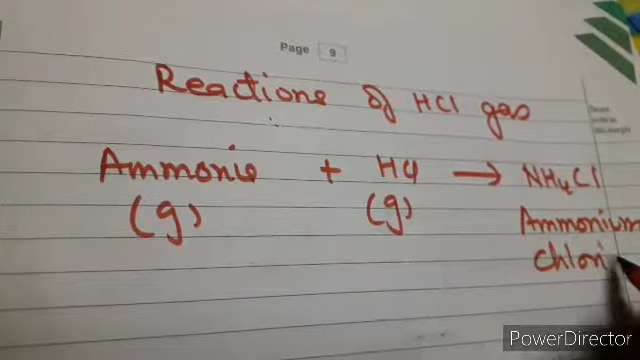 Page 9
Reactions of HCl gas
Ammonia + HCl → NH4Cl
(g) (g)
Ammonium
chlori
PowerDirector